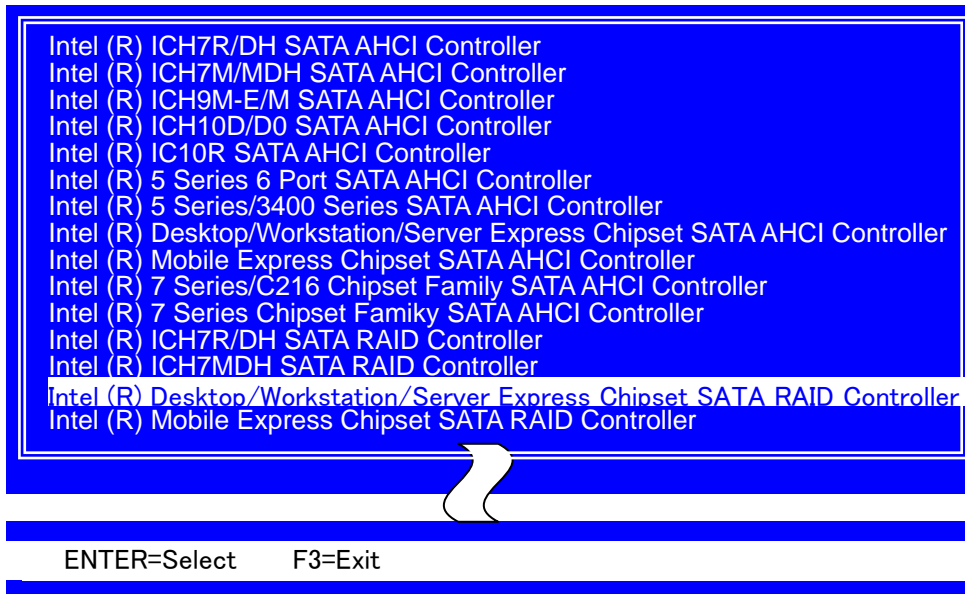 Intel (R) ICH7R/DH SATA AHCI Controller
Intel (R) ICH7M/MDH SATA AHCI Controller
Intel (R) ICH9M-E/M SATA AHCI Controller
Intel (R) ICH10D/D0 SATA AHCI Controller
Intel (R) IC10R SATA AHCI Controller
Intel (R) 5 Series 6 Port SATA AHCI Controller
Intel (R) 5 Series/3400 Series SATA AHCI Controller
Intel (R) Desktop/Workstation/Server Express Chipset SATA AHCI Controller
Intel (R) Mobile Express Chipset SATA AHCI Controller
Intel (R) 7 Series/C216 Chipset Family SATA AHCI Controller
Intel (R) 7 Series Chipset Famiky SATA AHCI Controller
Intel (R) ICH7R/DH SATA RAID Controller
Intel (R) ICH7MDH SATA RAID Controller
Intel (R) Desktop/Workstation/Server Express Chipset SATA RAID Controller
Intel (R) Mobile Express Chipset SATA RAID Controller
ENTER=Select F3=Exit